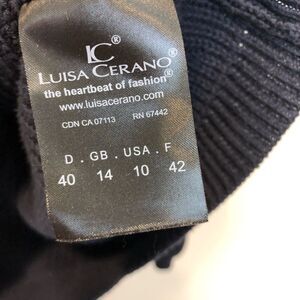 LC®
LUISA CERANO®
the heartbeat of fashion®
www.luisacerano.com
CDN CA 07113 RN 67442
D . GB . USA . F
40 14 10 42